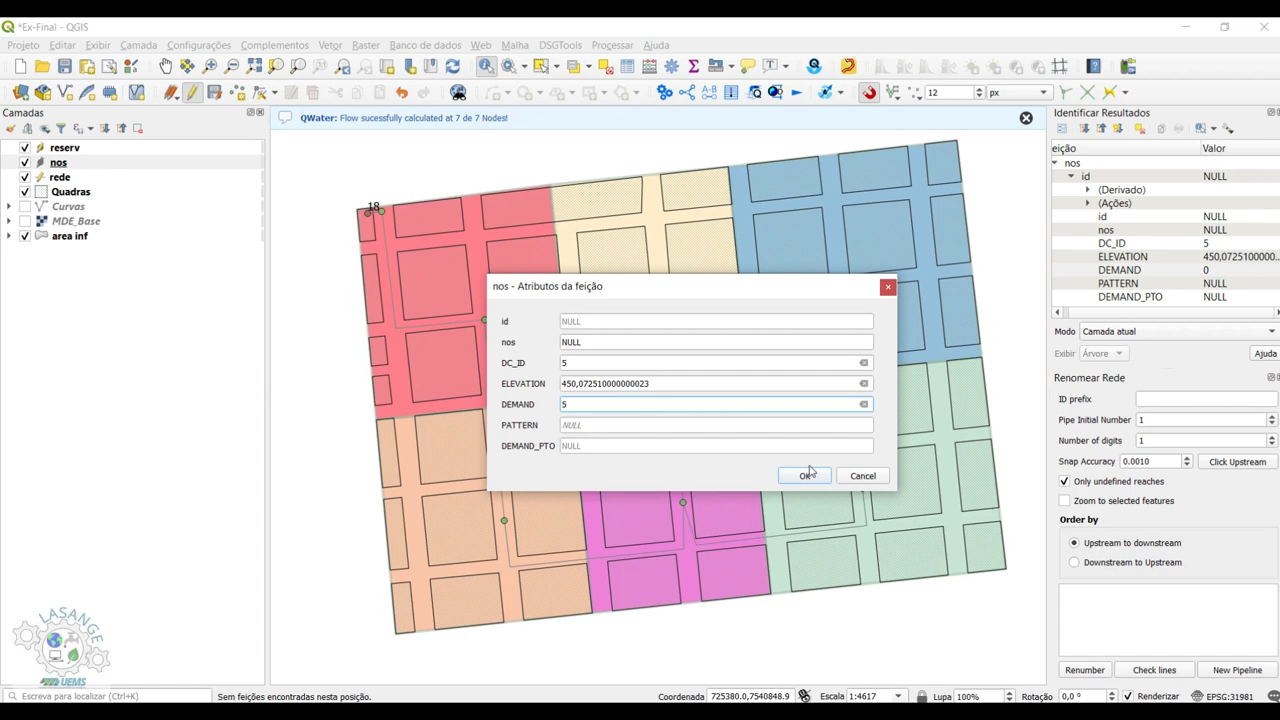 *Ex-Final - QGIS
Projeto Editar Exibir Camada Configurações Complementos Vetor Raster Banco de dados Web Malha DSGTools Processar Ajuda
12 px
Camadas
reserv
nos
rede
Quadras
Curvas
MDE_Base
area inf
QWater: Flow sucessfully calculated at 7 de 7 Nodes!
18
nos - Atributos da feição
id NULL
nos NULL
DC_ID 5
ELEVATION 450,072510000000023
DEMAND 5
PATTERN NULL
DEMAND_PTO NULL
OK Cancel
Identificar Resultados
eição Valor
nos
id NULL
(Derivado)
(Ações)
id NULL
nos NULL
DC_ID 5
ELEVATION 450,0725100000...
DEMAND 0
PATTERN NULL
DEMAND_PTO NULL
Modo Camada atual
Exibir Árvore Ajuda
Renomear Rede
ID prefix
Pipe Initial Number 1
Number of digits 1
Snap Accuracy 0.0010 Click Upstream
Only undefined reaches
Zoom to selected features
Order by
Upstream to downstream
Downstream to Upstream
Renumber Check lines New Pipeline
LASANGE
UEMS
Escreva para localizar (Ctrl+K) Sem feições encontradas nesta posição. Coordenada 725380.0,7540848.9 Escala 1:4617 Lupa 100% Rotação 0,0 ° Renderizar EPSG:31981